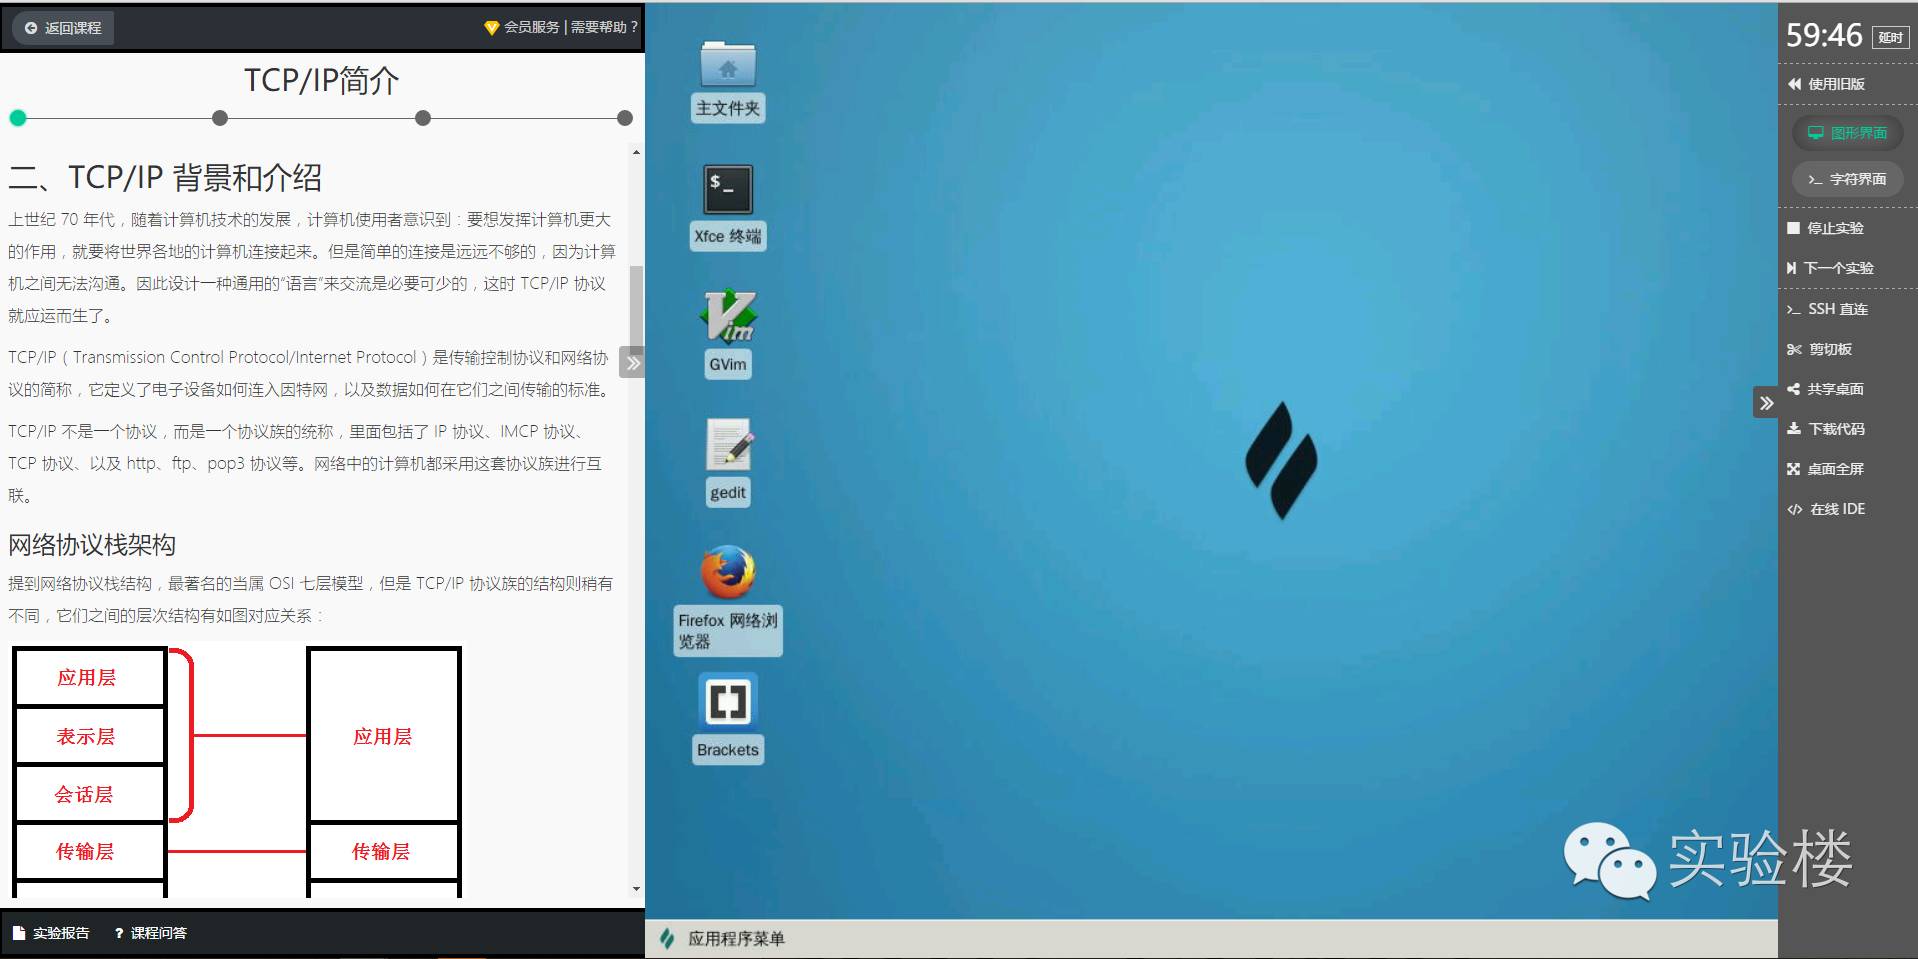 返回课程
会员服务 | 需要帮助 ?
TCP/IP简介
二、TCP/IP 背景和介绍
上世纪 70 年代，随着计算机技术的发展，计算机使用者意识到：要想发挥计算机更大
的作用，就要将世界各地的计算机连接起来。但是简单的连接是远远不够的，因为计算
机之间无法沟通。因此设计一种通用的“语言”来交流是必要可少的，这时 TCP/IP 协议
就应运而生了。
TCP/IP（Transmission Control Protocol/Internet Protocol）是传输控制协议和网络协
议的简称，它定义了电子设备如何连入因特网，以及数据如何在它们之间传输的标准。
TCP/IP 不是一个协议，而是一个协议族的统称，里面包括了 IP 协议、IMCP 协议、
TCP 协议、以及 http、ftp、pop3 协议等。网络中的计算机都采用这套协议族进行互
联。
网络协议栈架构
提到网络协议栈结构，最著名的当属 OSI 七层模型，但是 TCP/IP 协议族的结构则稍有
不同，它们之间的层次结构有如图对应关系：
应用层
表示层
会话层
传输层
应用层
传输层
实验报告
? 课程问答
主文件夹
$_
Xfce 终端
Vim
GVim
gedit
Firefox 网络浏
览器
Brackets
应用程序菜单
59:46 延时
使用旧版
图形界面
>_ 字符界面
停止实验
下一个实验
>_ SSH 直连
剪切板
共享桌面
下载代码
桌面全屏
</> 在线 IDE
实验楼